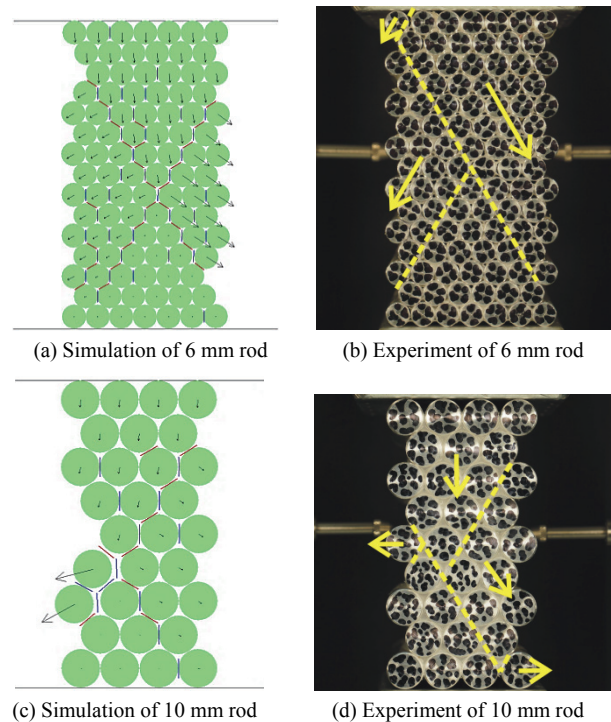 (a) Simulation of 6 mm rod
(b) Experiment of 6 mm rod
(c) Simulation of 10 mm rod
(d) Experiment of 10 mm rod